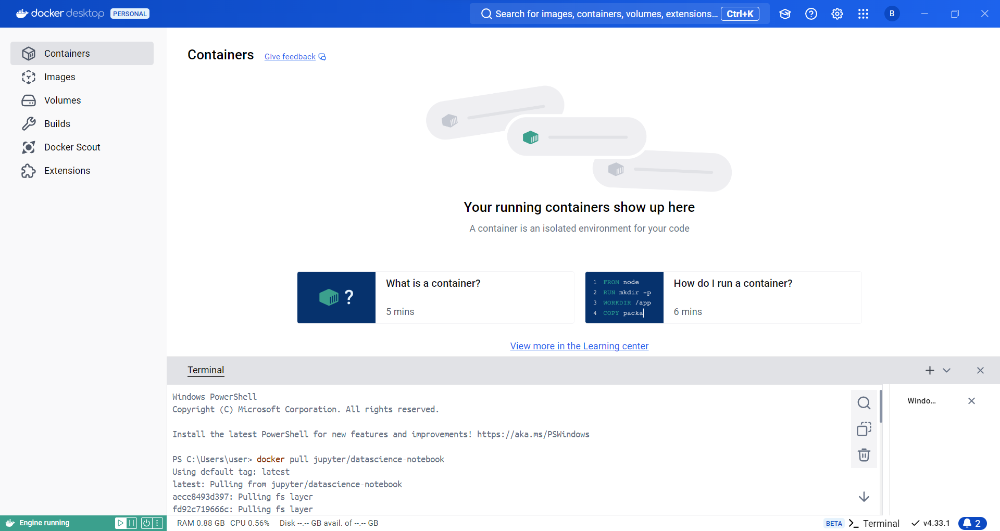 docker desktop PERSONAL
Search for images, containers, volumes, extensions... Ctrl+K
B
Containers
Images
Volumes
Builds
Docker Scout
Extensions
Containers Give feedback
Your running containers show up here
A container is an isolated environment for your code
?
What is a container?
5 mins
1 FROM node
2 RUN mkdir -p
3 WORKDIR /app
4 COPY packa
How do I run a container?
6 mins
View more in the Learning center
Terminal
Windows PowerShell
Copyright (C) Microsoft Corporation. All rights reserved.
Install the latest PowerShell for new features and improvements! https://aka.ms/PSWindows
PS C:\Users\user> docker pull jupyter/datascience-notebook
Using default tag: latest
latest: Pulling from jupyter/datascience-notebook
aece8493d397: Pulling fs layer
fd92c719666c: Pulling fs layer
Windo...
Engine running
RAM 0.88 GB CPU 0.56% Disk --.-- GB avail. of --.-- GB
BETA Terminal v4.33.1 2